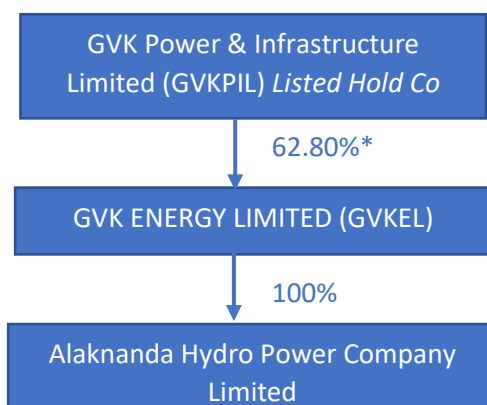 GVK Power & Infrastructure
Limited (GVKPIL) Listed Hold Co
62.80%*
GVK ENERGY LIMITED (GVKEL)
100%
Alaknanda Hydro Power Company
Limited